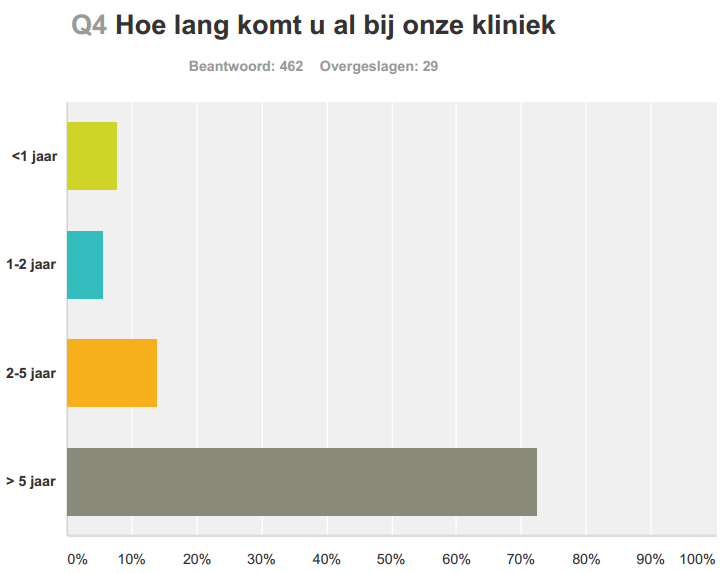 Q4 Hoe lang komt u al bij onze kliniek
Beantwoord: 462 Overgeslagen: 29
<1 jaar
1-2 jaar
2-5 jaar
> 5 jaar
0% 10% 20% 30% 40% 50% 60% 70% 80% 90% 100%